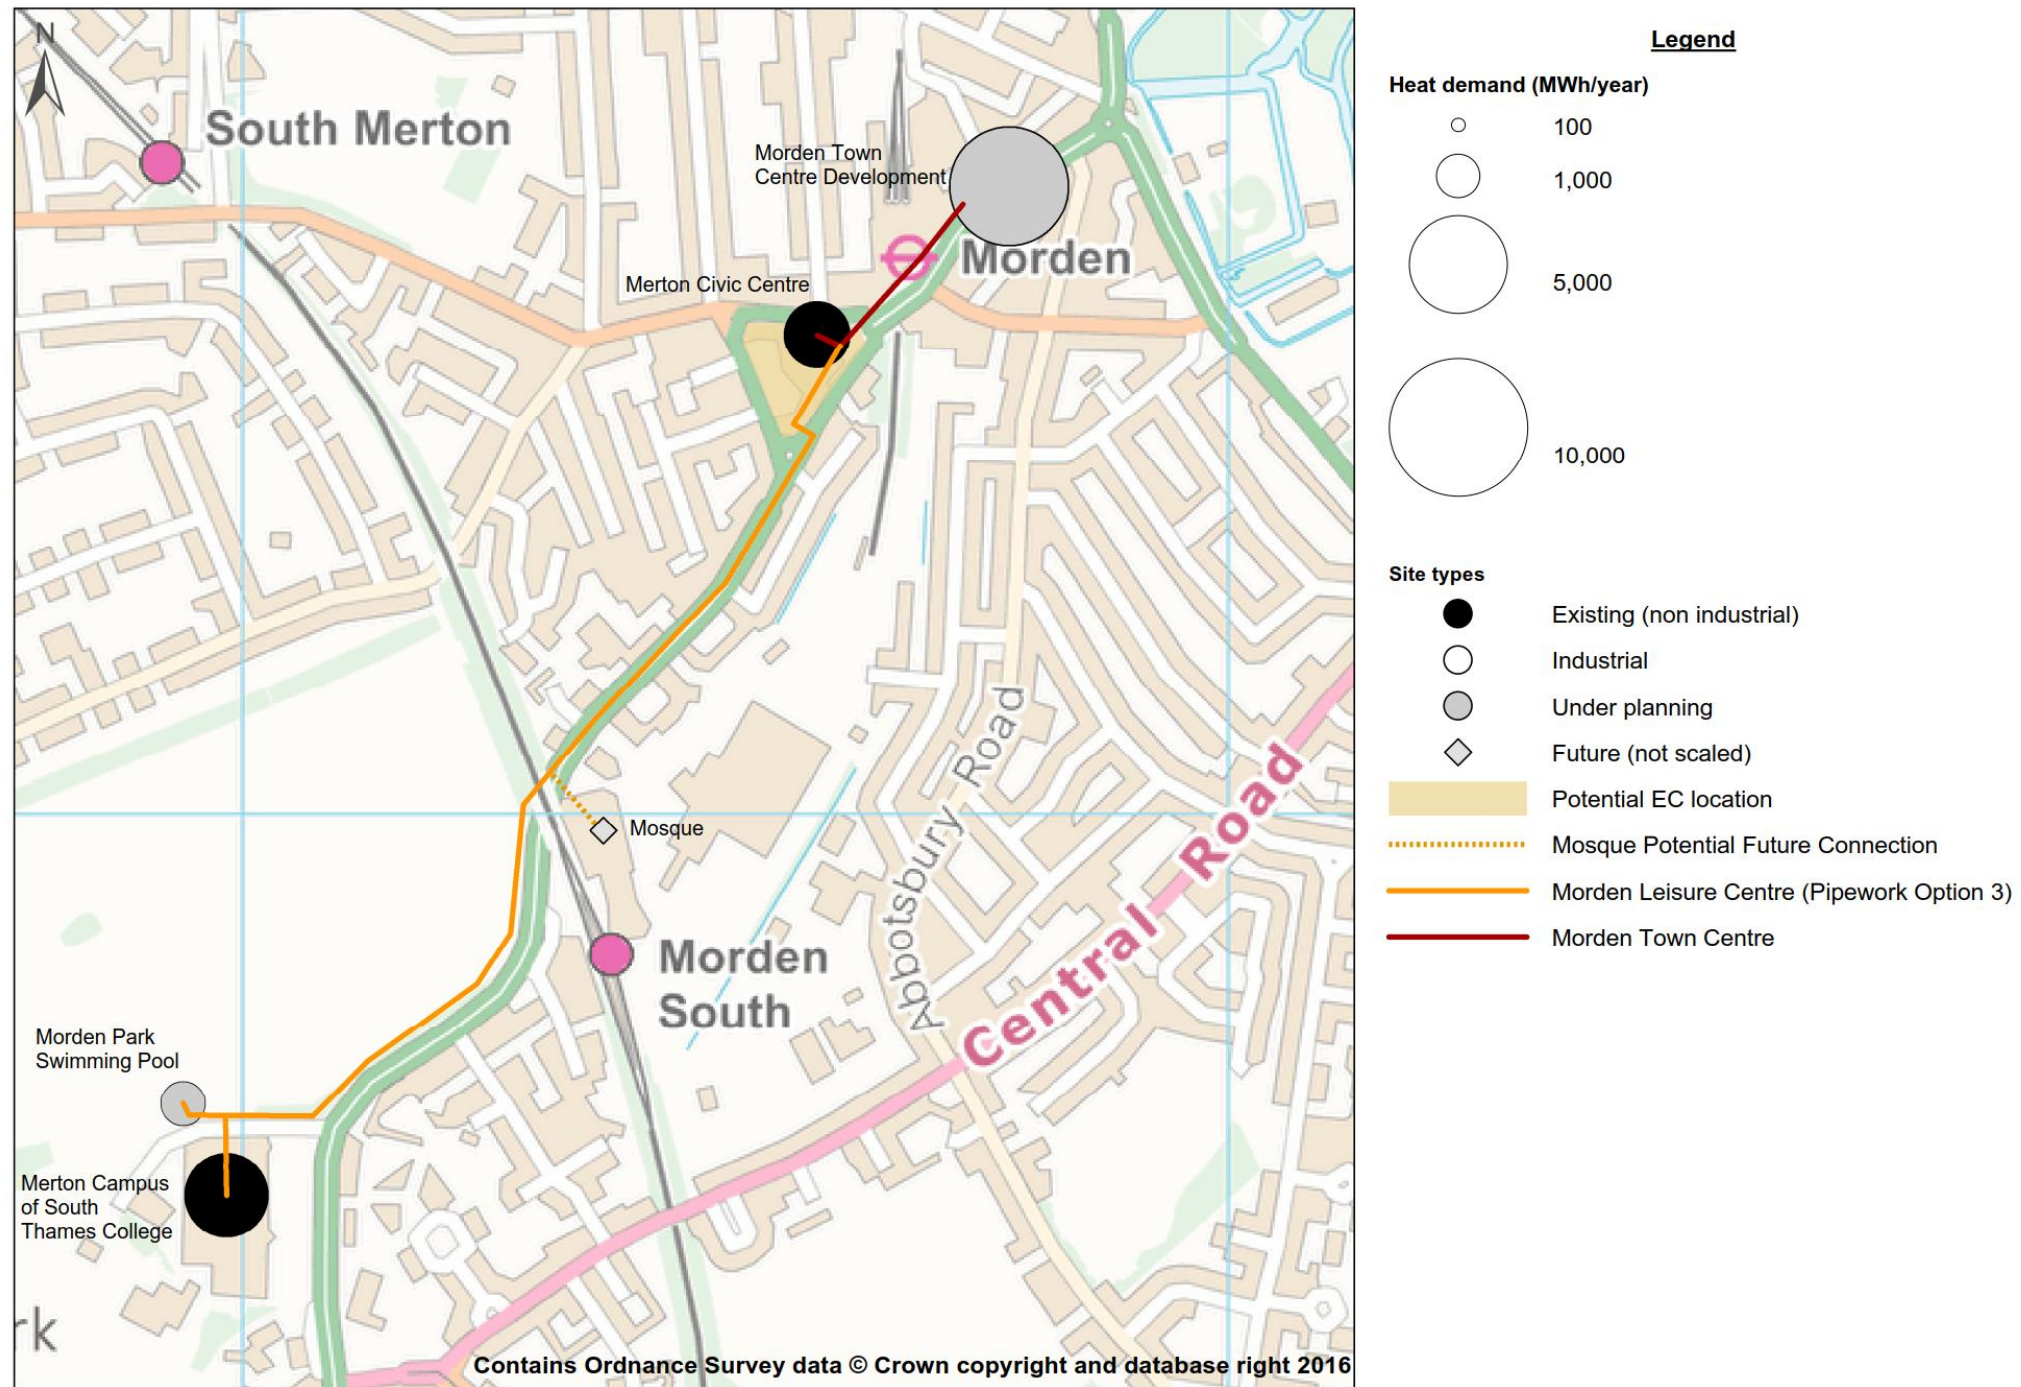 N
South Merton
Morden Town
Centre Development
Morden
Merton Civic Centre
Abbotsbury Road
Central Road
Mosque
Morden
South
Morden Park
Swimming Pool
Merton Campus
of South
Thames College
rk
Contains Ordnance Survey data © Crown copyright and database right 2016
Legend
Heat demand (MWh/year)
100
1,000
5,000
10,000
Site types
Existing (non industrial)
Industrial
Under planning
Future (not scaled)
Potential EC location
Mosque Potential Future Connection
Morden Leisure Centre (Pipework Option 3)
Morden Town Centre